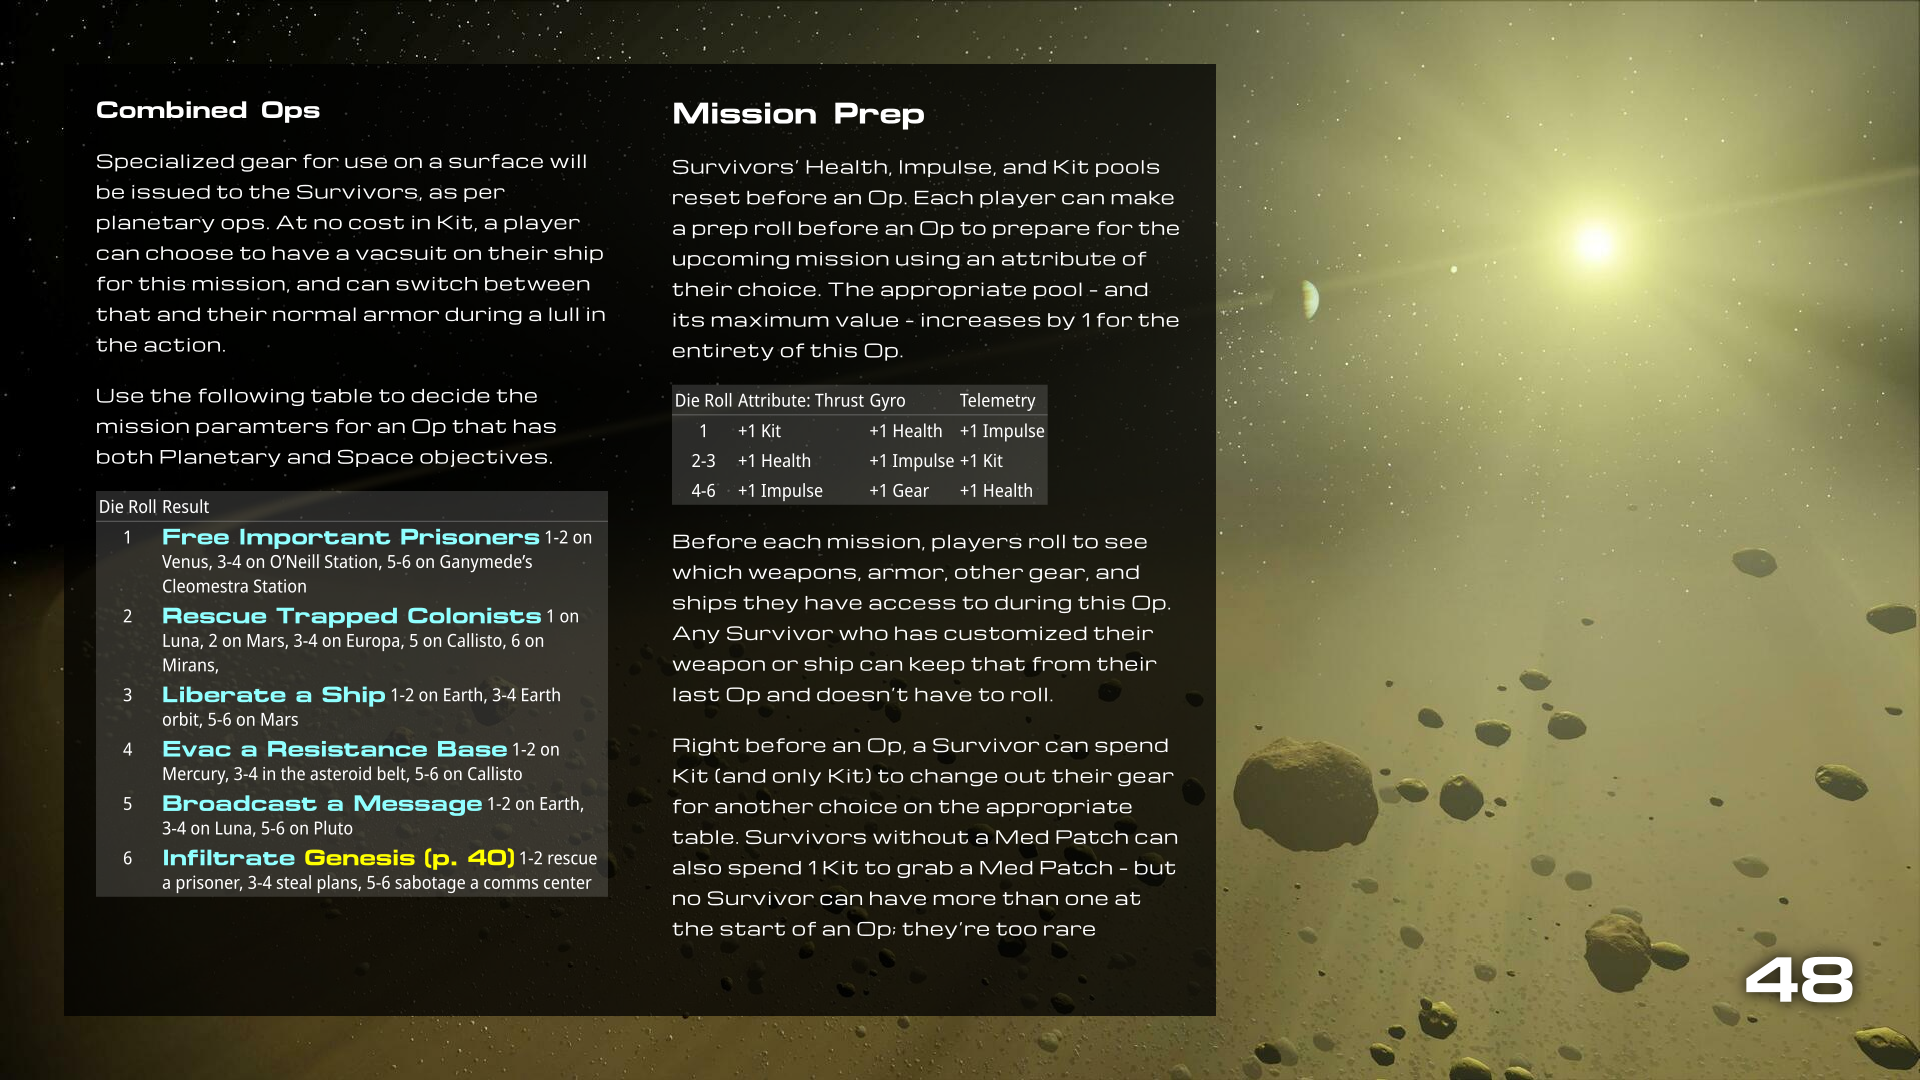 Combined Ops
Specialized gear for use on a surface will
be issued to the Survivors, as per
planetary ops. At no cost in Kit, a player
can choose to have a vacsuit on their ship
for this mission, and can switch between
that and their normal armor during a lull in
the action.
Use the following table to decide the
mission paramters for an Op that has
both Planetary and Space objectives.
Die Roll Result
1 Free Important Prisoners 1-2 on
Venus, 3-4 on O’Neill Station, 5-6 on Ganymede’s
Cleomestra Station
2 Rescue Trapped Colonists 1 on
Luna, 2 on Mars, 3-4 on Europa, 5 on Callisto, 6 on
Mirans,
3 Liberate a Ship 1-2 on Earth, 3-4 Earth
orbit, 5-6 on Mars
4 Evac a Resistance Base 1-2 on
Mercury, 3-4 in the asteroid belt, 5-6 on Callisto
5 Broadcast a Message 1-2 on Earth,
3-4 on Luna, 5-6 on Pluto
6 Infiltrate Genesis (p. 40) 1-2 rescue
a prisoner, 3-4 steal plans, 5-6 sabotage a comms center
Mission Prep
Survivors’ Health, Impulse, and Kit pools
reset before an Op. Each player can make
a prep roll before an Op to prepare for the
upcoming mission using an attribute of
their choice. The appropriate pool - and
its maximum value - increases by 1 for the
entirety of this Op.
Die Roll Attribute: Thrust Gyro Telemetry
1 +1 Kit +1 Health +1 Impulse
2-3 +1 Health +1 Impulse +1 Kit
4-6 +1 Impulse +1 Gear +1 Health
Before each mission, players roll to see
which weapons, armor, other gear, and
ships they have access to during this Op.
Any Survivor who has customized their
weapon or ship can keep that from their
last Op and doesn’t have to roll.
Right before an Op, a Survivor can spend
Kit (and only Kit) to change out their gear
for another choice on the appropriate
table. Survivors without a Med Patch can
also spend 1 Kit to grab a Med Patch - but
no Survivor can have more than one at
the start of an Op; they’re too rare
48